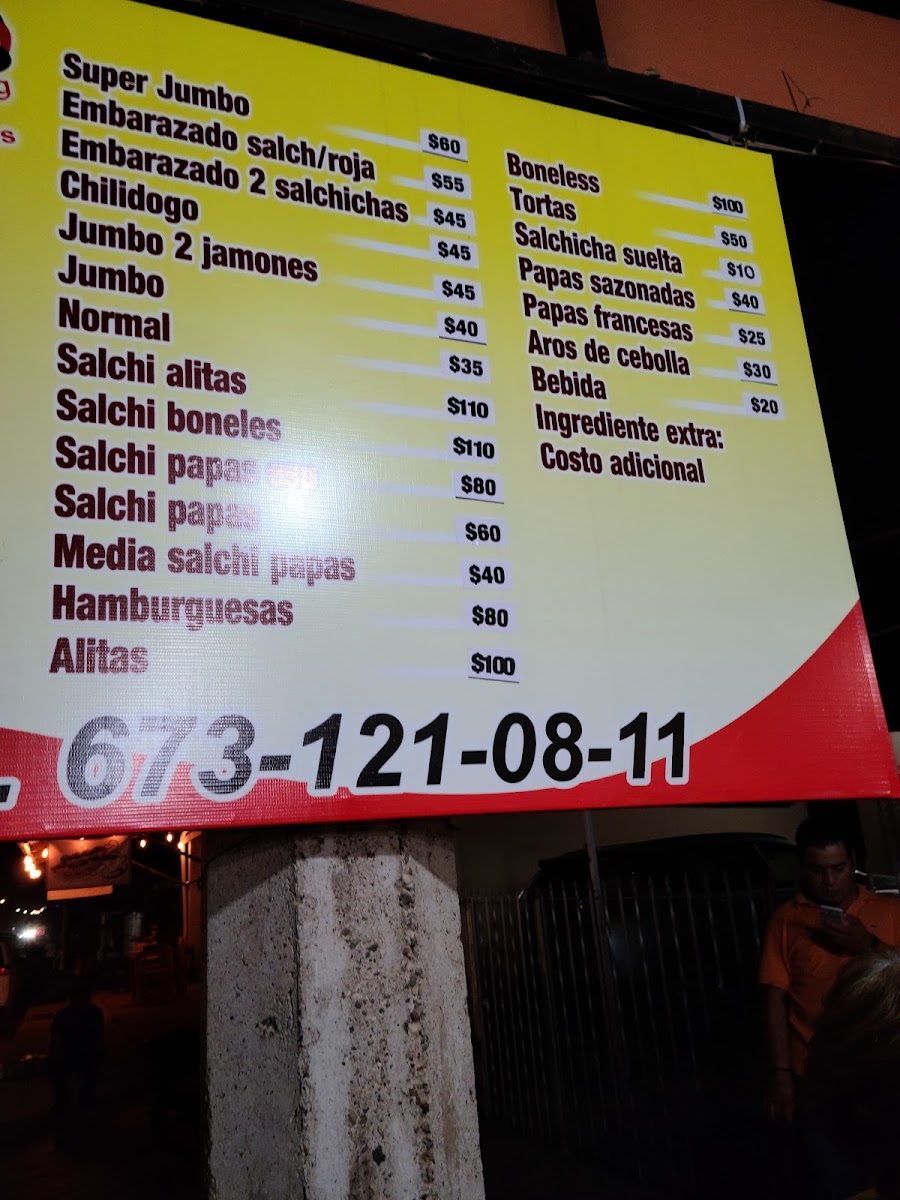 g
s
Super Jumbo $60
Embarazado salch/roja $55
Embarazado 2 salchichas $45
Chilidogo $45
Jumbo 2 jamones $45
Jumbo $40
Normal $35
Salchi alitas $110
Salchi boneles $110
Salchi papas $80
Salchi papas $60
Media salchi papas $40
Hamburguesas $80
Alitas $100
Boneless $100
Tortas $50
Salchicha suelta $10
Papas sazonadas $40
Papas francesas $25
Aros de cebolla $30
Bebida $20
Ingrediente extra:
Costo adicional
673-121-08-11